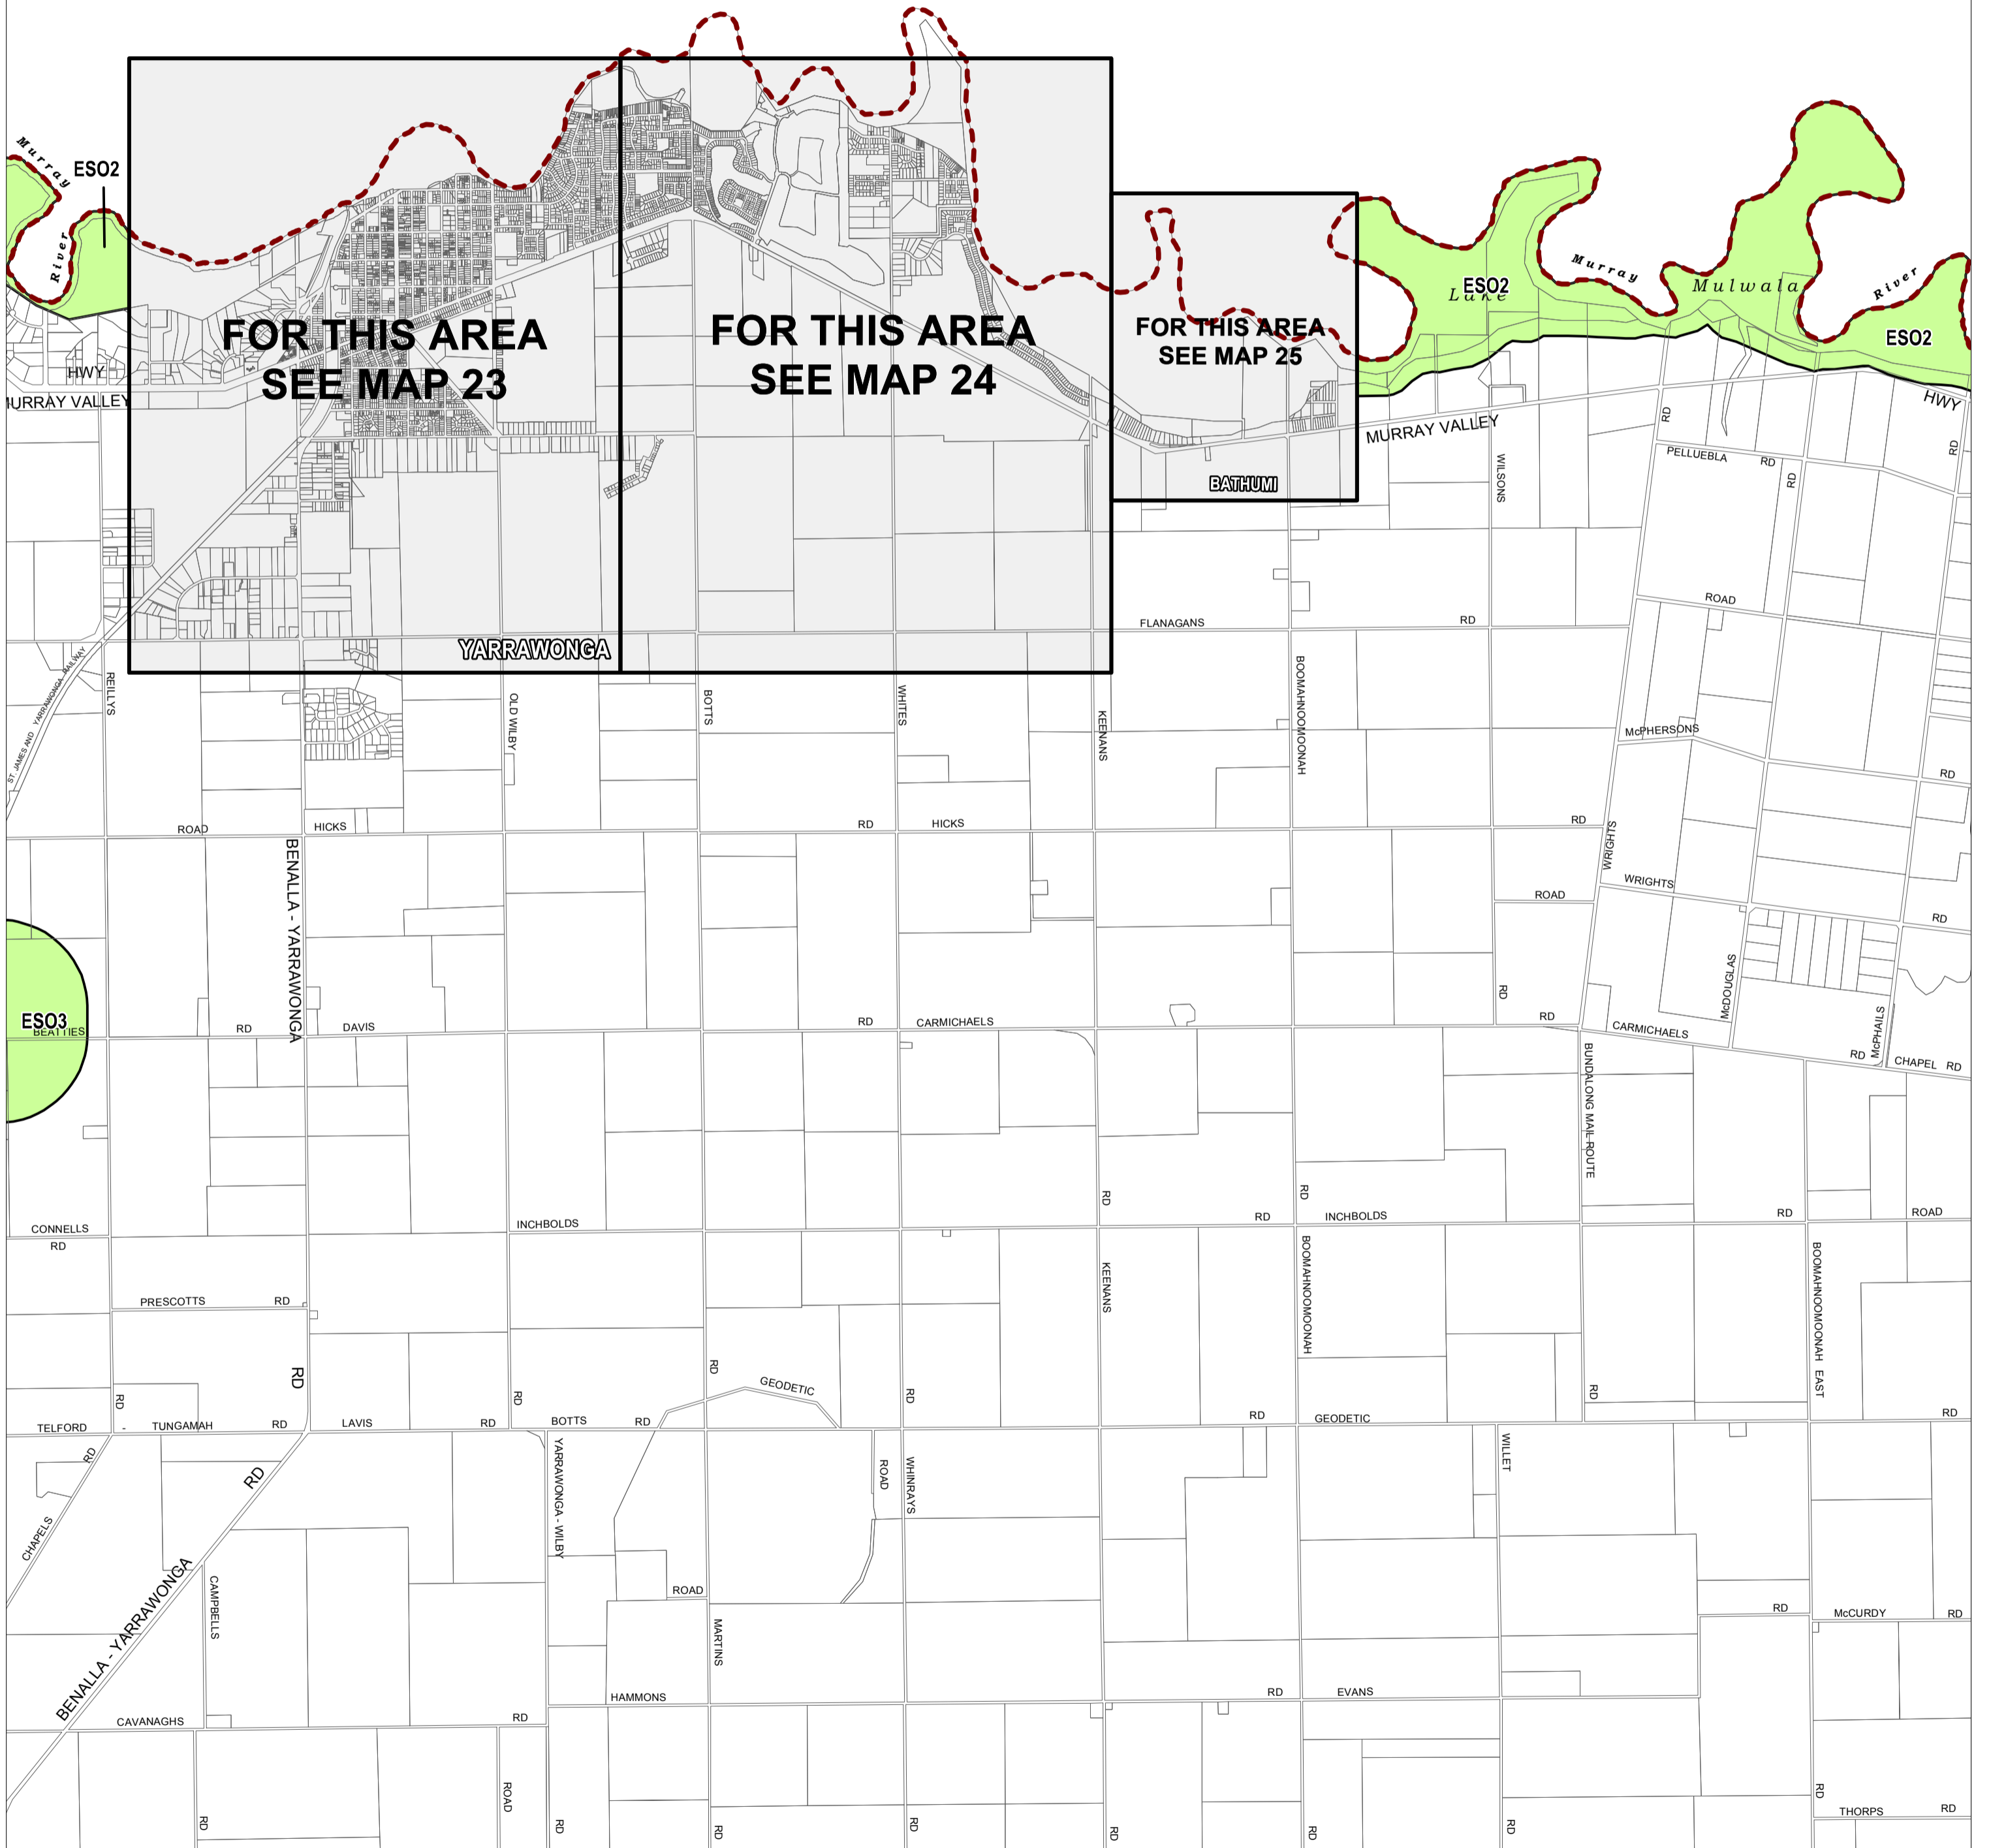 Murray
ESO2
River
HWY
MURRAY VALLEY
FOR THIS AREA
SEE MAP 23
FOR THIS AREA
SEE MAP 24
FOR THIS AREA
SEE MAP 25
ESO2
Lake
Murray
Mulwala
River
ESO2
HWY
MURRAY VALLEY
BATHUMI
YARRAWONGA
WILSONS
RD
PELLUEBLA RD
RD
RD
ROAD
FLANAGANS RD
ST. JAMES AND YARRAWONGA RAILWAY
REILLYS
OLD WILBY
BOTTS
WHITES
KEENANS
BOOMAHNOOMOONAH
McPHERSONS
RD
ROAD HICKS RD HICKS RD
WRIGHTS
BENALLA - YARRAWONGA
WRIGHTS
ROAD
RD
ESO3
BEATTIES
RD DAVIS RD CARMICHAELS RD
RD
McDOUGLAS
McPHAILS
CARMICHAELS RD
CHAPEL RD
BUNDALONG MAIL ROUTE
RD
RD
CONNELLS
RD
INCHBOLDS RD INCHBOLDS RD ROAD
KEENANS
BOOMAHNOOMOONAH
BOOMAHNOOMOONAH EAST
PRESCOTTS RD
RD
RD
RD
RD
GEODETIC
RD
RD
TELFORD - TUNGAMAH RD LAVIS RD BOTTS RD RD GEODETIC RD
RD
RD
CHAPELS
BENALLA - YARRAWONGA
CAMPBELLS
YARRAWONGA - WILBY
ROAD
WHINRAYS
WILLET
ROAD
MARTINS
RD McCURDY RD
HAMMONS RD EVANS
CAVANAGHS RD
RD
ROAD
RD
RD
RD
RD
RD
RD
RD
THORPS RD